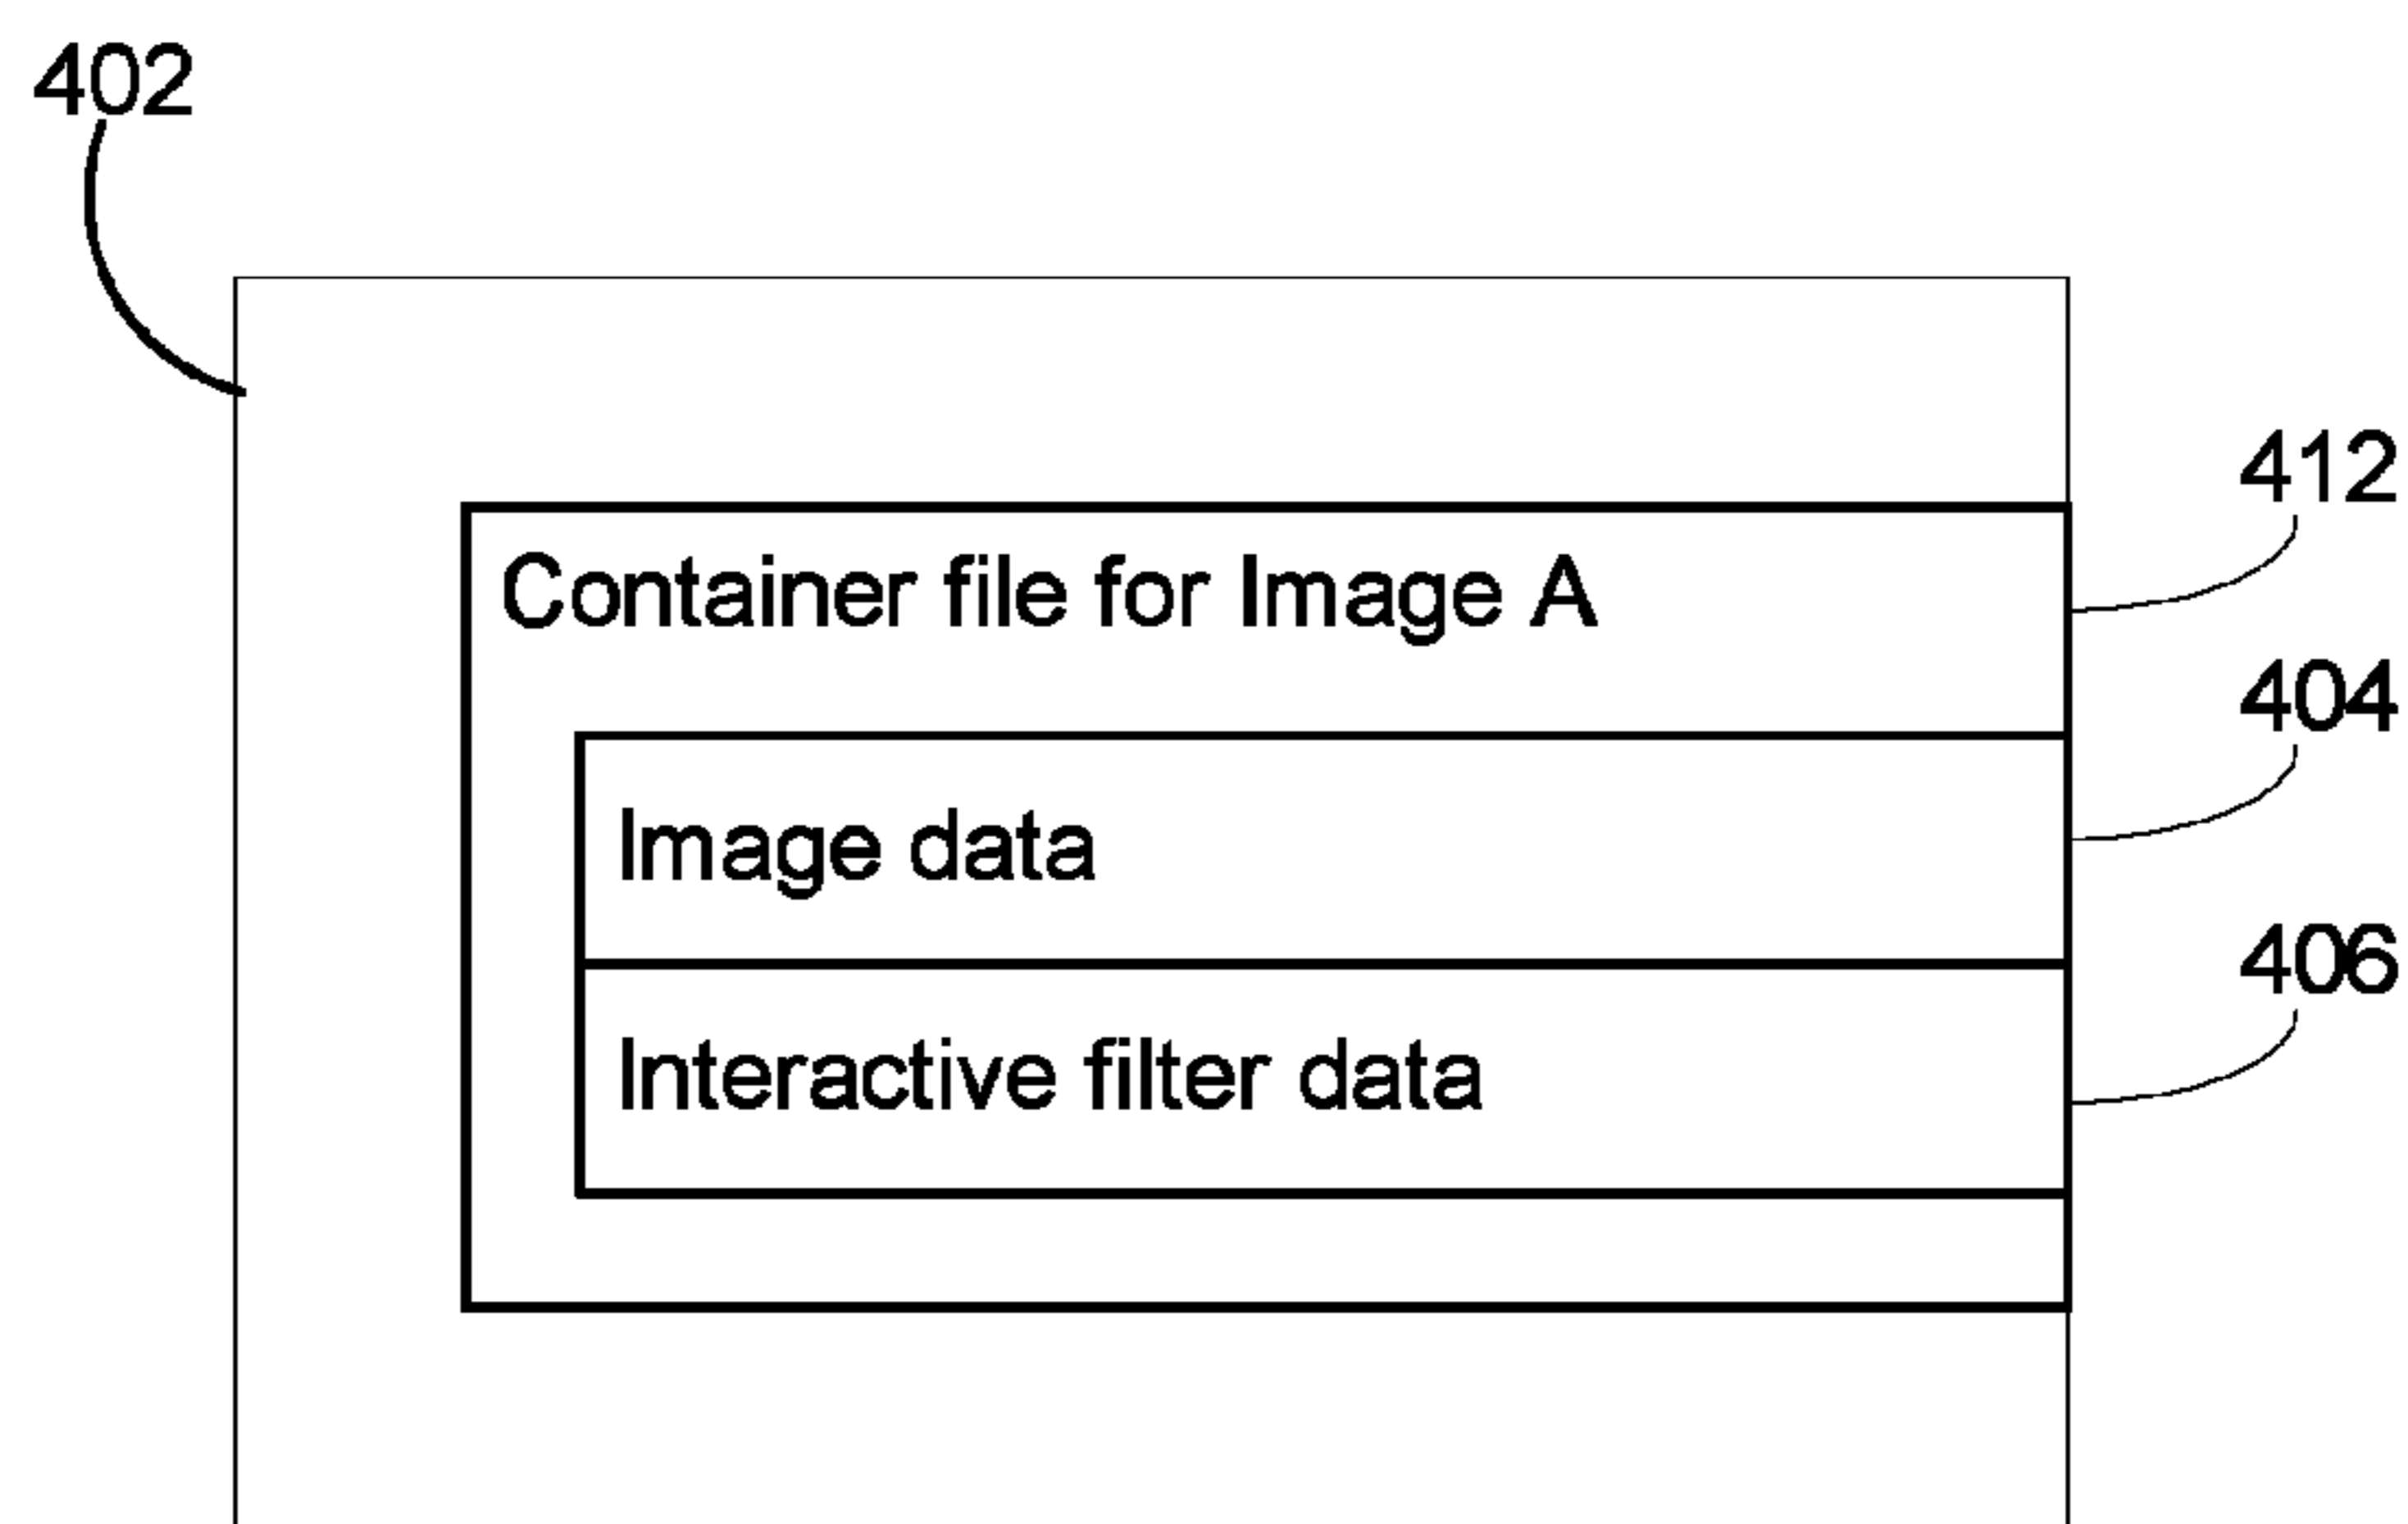 402
412
Container file for Image A
404
Image data
406
Interactive filter data